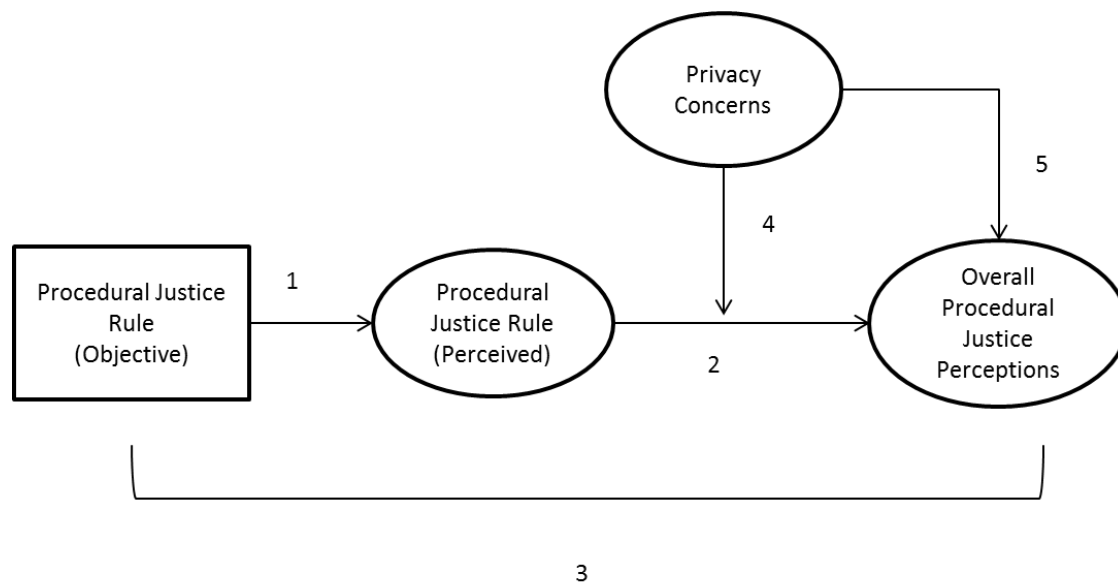 Privacy
Concerns
5
4
Procedural Justice
Rule
(Objective)
1
Procedural
Justice Rule
(Perceived)
2
Overall
Procedural
Justice
Perceptions
3